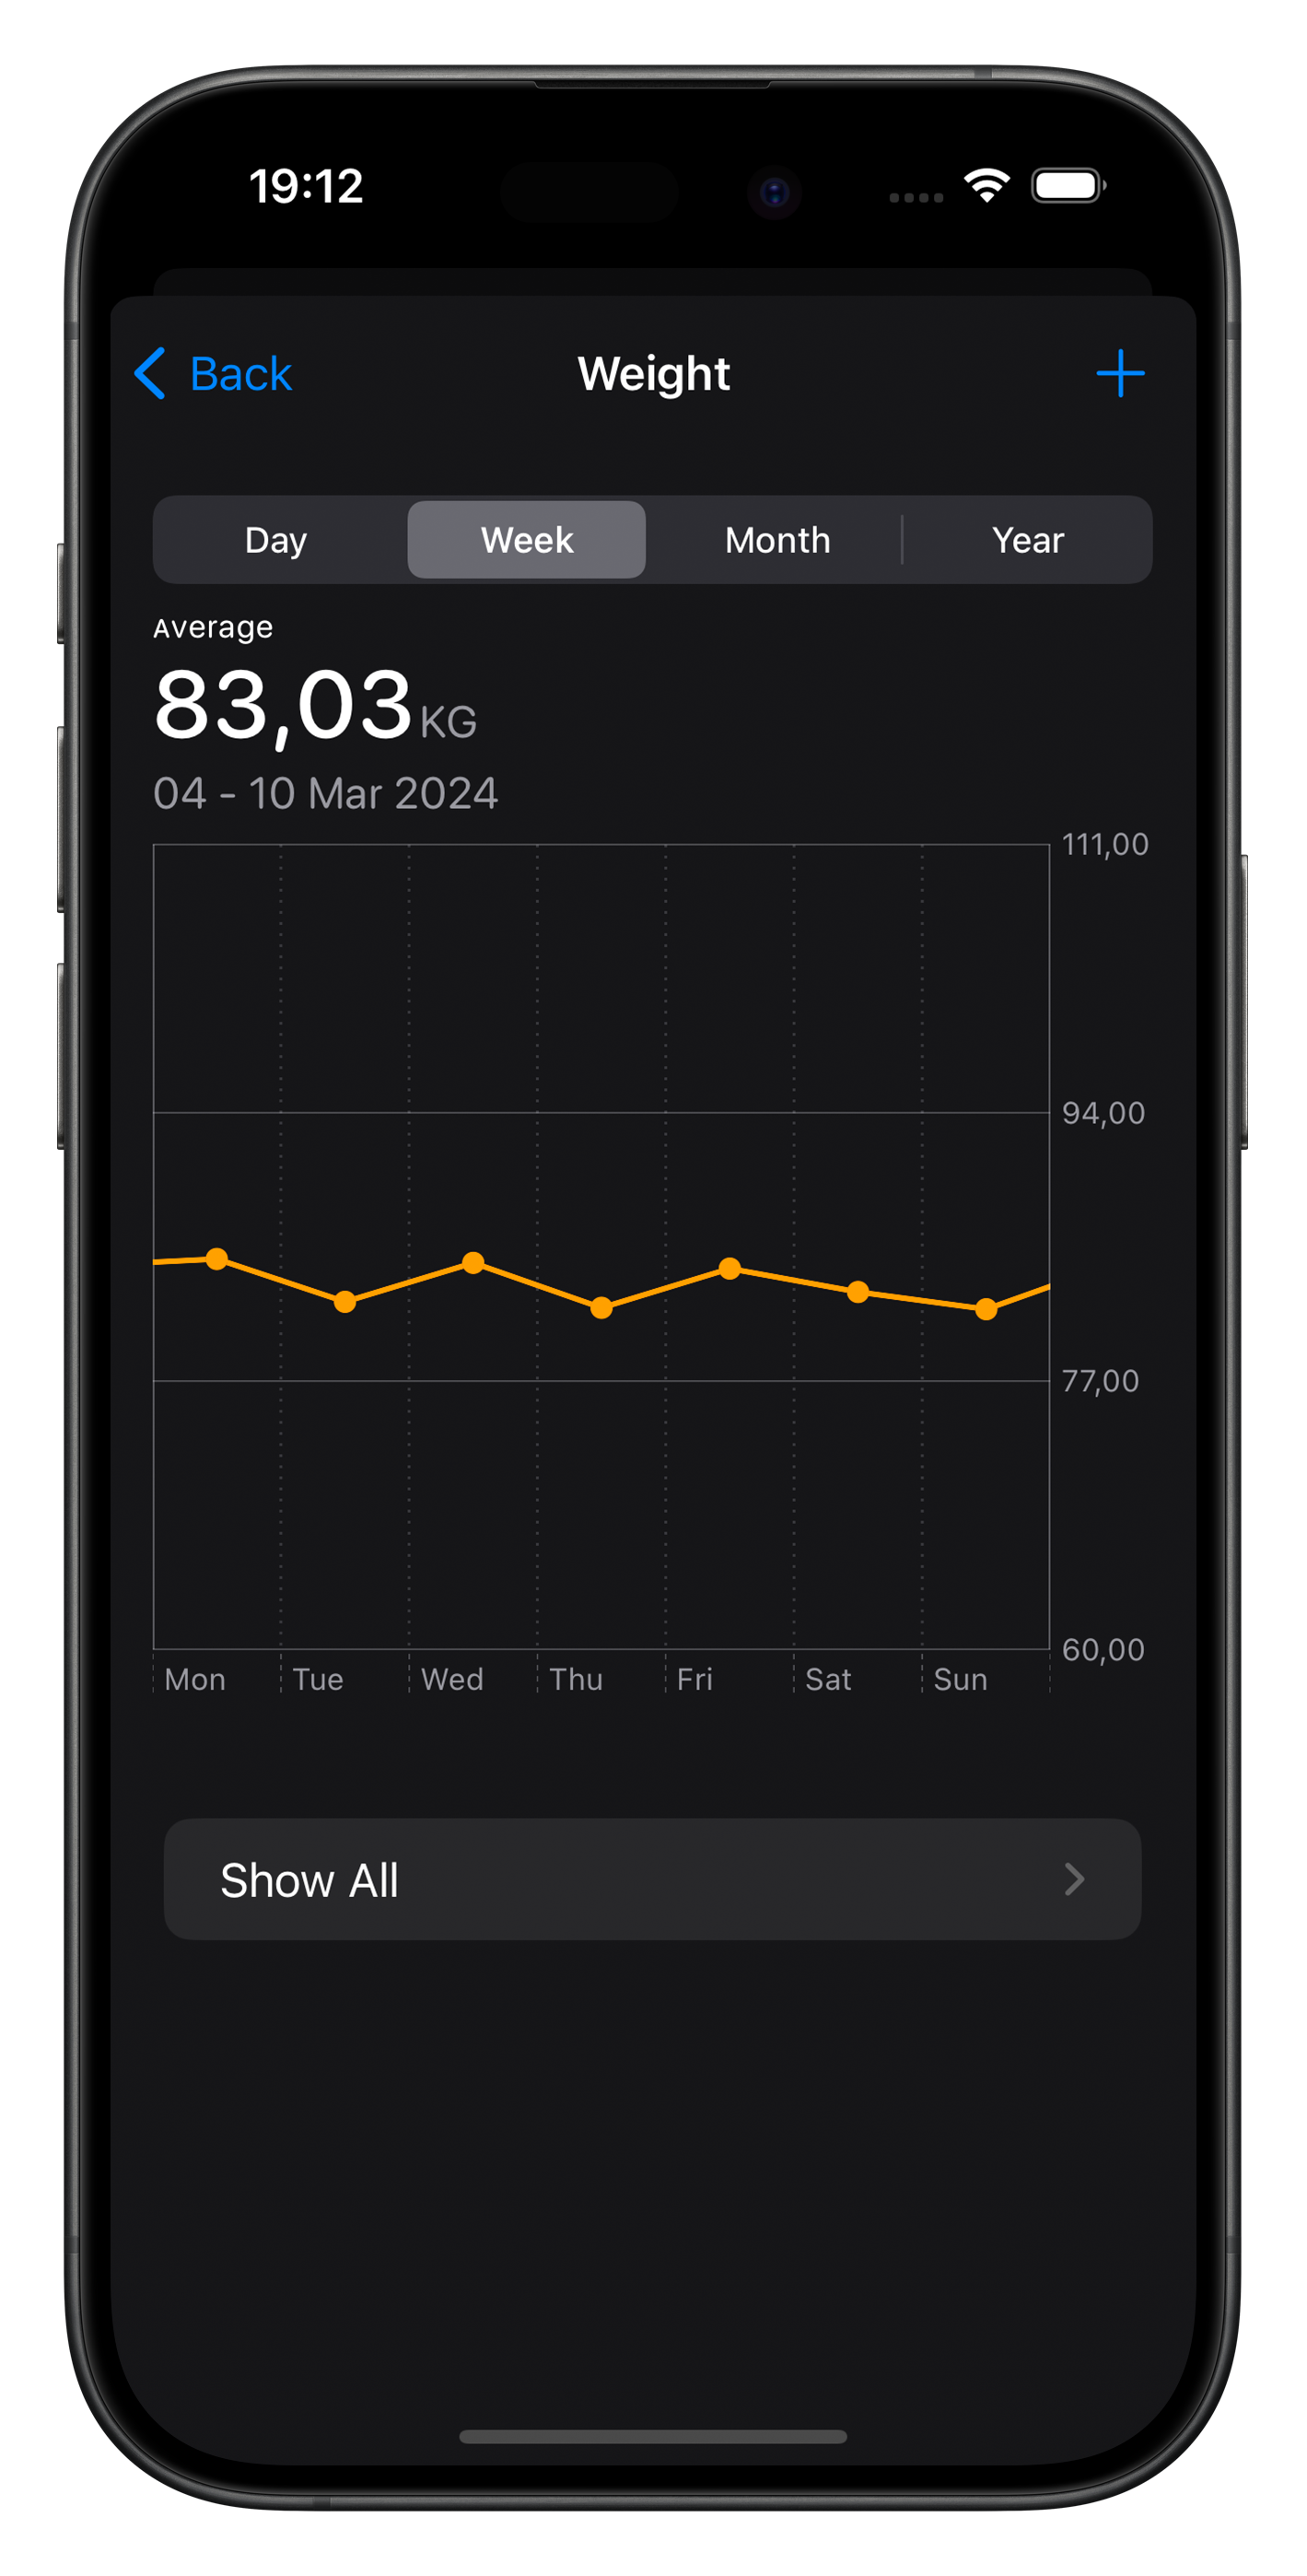 19:12
Back Weight
Day Week Month Year
Average
83,03 KG
04 - 10 Mar 2024
111,00
94,00
77,00
60,00
Mon Tue Wed Thu Fri Sat Sun
Show All